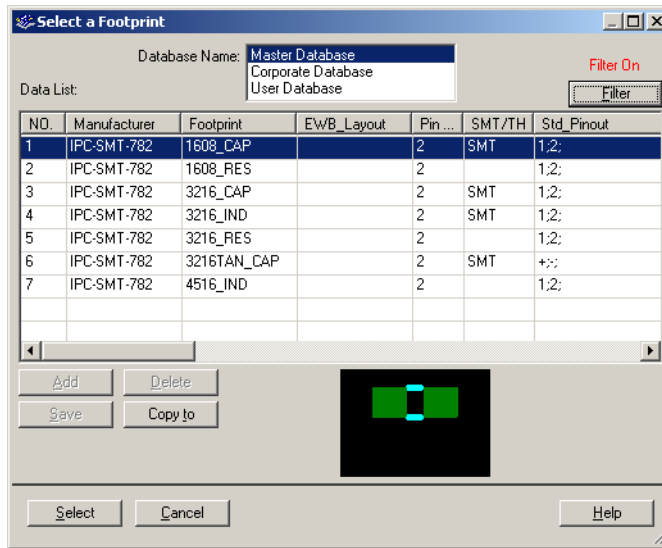 Select a Footprint
Database Name: Master Database
Corporate Database
User Database
Filter On
Data List:
Filter
NO. Manufacturer Footprint EWB_Layout Pin ... SMT/TH Std_Pinout
1 IPC-SMT-782 1608_CAP 2 SMT 1;2;
2 IPC-SMT-782 1608_RES 2 1;2;
3 IPC-SMT-782 3216_CAP 2 SMT 1;2;
4 IPC-SMT-782 3216_IND 2 SMT 1;2;
5 IPC-SMT-782 3216_RES 2 1;2;
6 IPC-SMT-782 3216TAN_CAP 2 SMT +;-;
7 IPC-SMT-782 4516_IND 2 1;2;
Add Delete
Save Copy to
Select Cancel Help